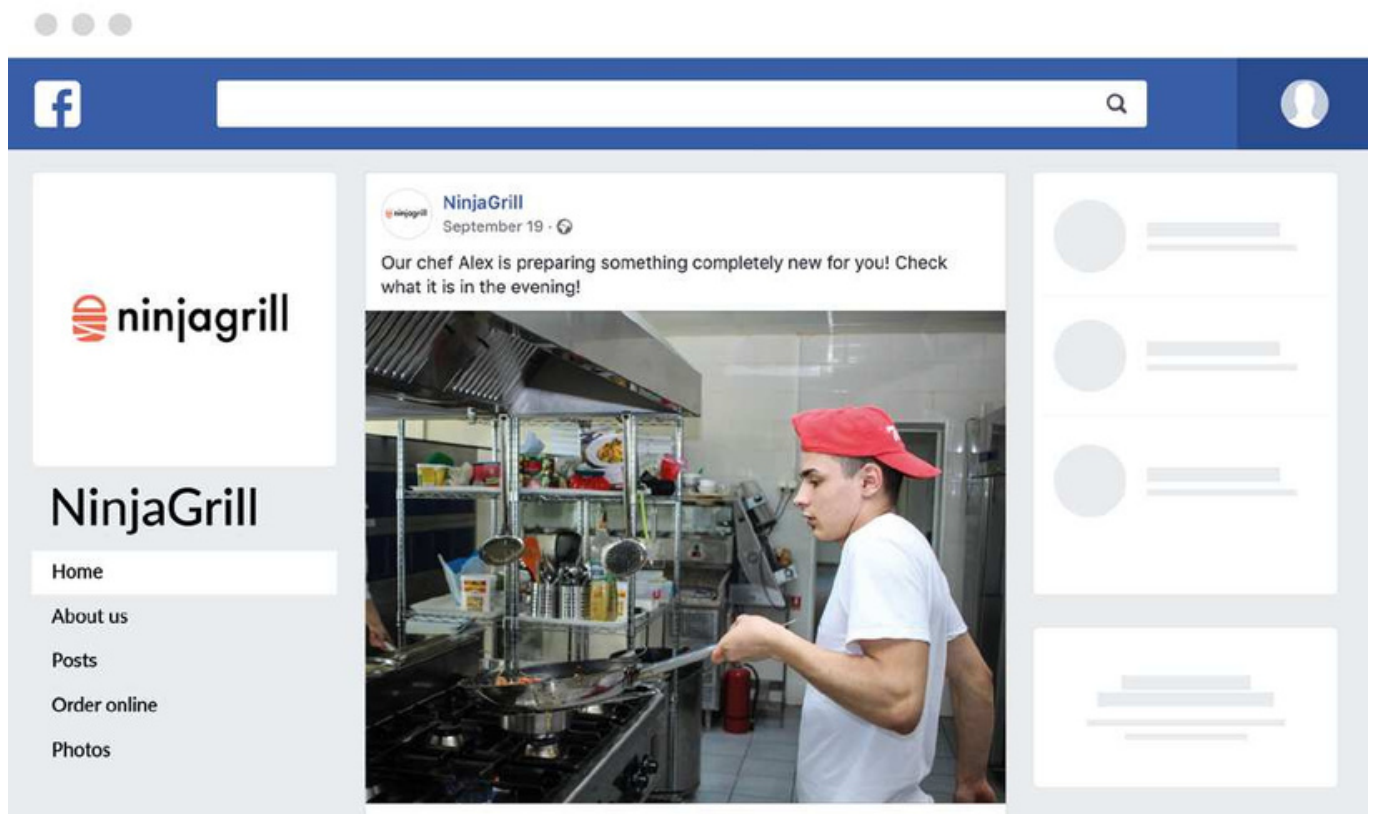 ninjagrill
NinjaGrill
Home
About us
Posts
Order online
Photos
ninjagrill
NinjaGrill
September 19 ·
Our chef Alex is preparing something completely new for you! Check
what it is in the evening!